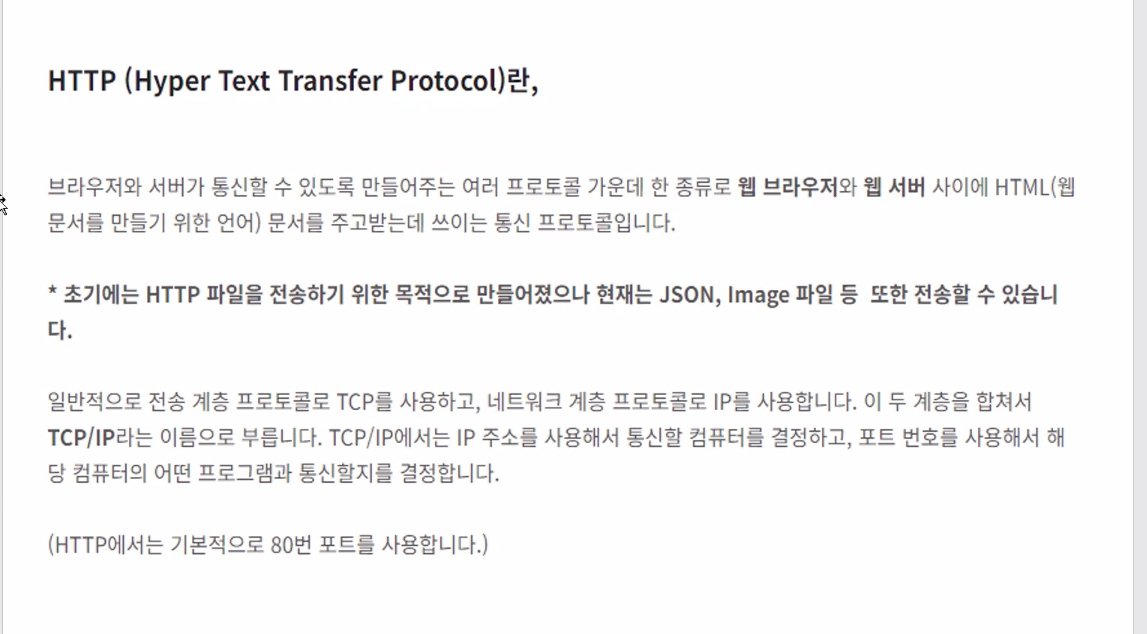 HTTP (Hyper Text Transfer Protocol)란,
브라우저와 서버가 통신할 수 있도록 만들어주는 여러 프로토콜 가운데 한 종류로 웹 브라우저와 웹 서버 사이에 HTML(웹
문서를 만들기 위한 언어) 문서를 주고받는데 쓰이는 통신 프로토콜입니다.
* 초기에는 HTTP 파일을 전송하기 위한 목적으로 만들어졌으나 현재는 JSON, Image 파일 등  또한 전송할 수 있습니
다.
일반적으로 전송 계층 프로토콜로 TCP를 사용하고, 네트워크 계층 프로토콜로 IP를 사용합니다. 이 두 계층을 합쳐서
TCP/IP라는 이름으로 부릅니다. TCP/IP에서는 IP 주소를 사용해서 통신할 컴퓨터를 결정하고, 포트 번호를 사용해서 해
당 컴퓨터의 어떤 프로그램과 통신할지를 결정합니다.
(HTTP에서는 기본적으로 80번 포트를 사용합니다.)